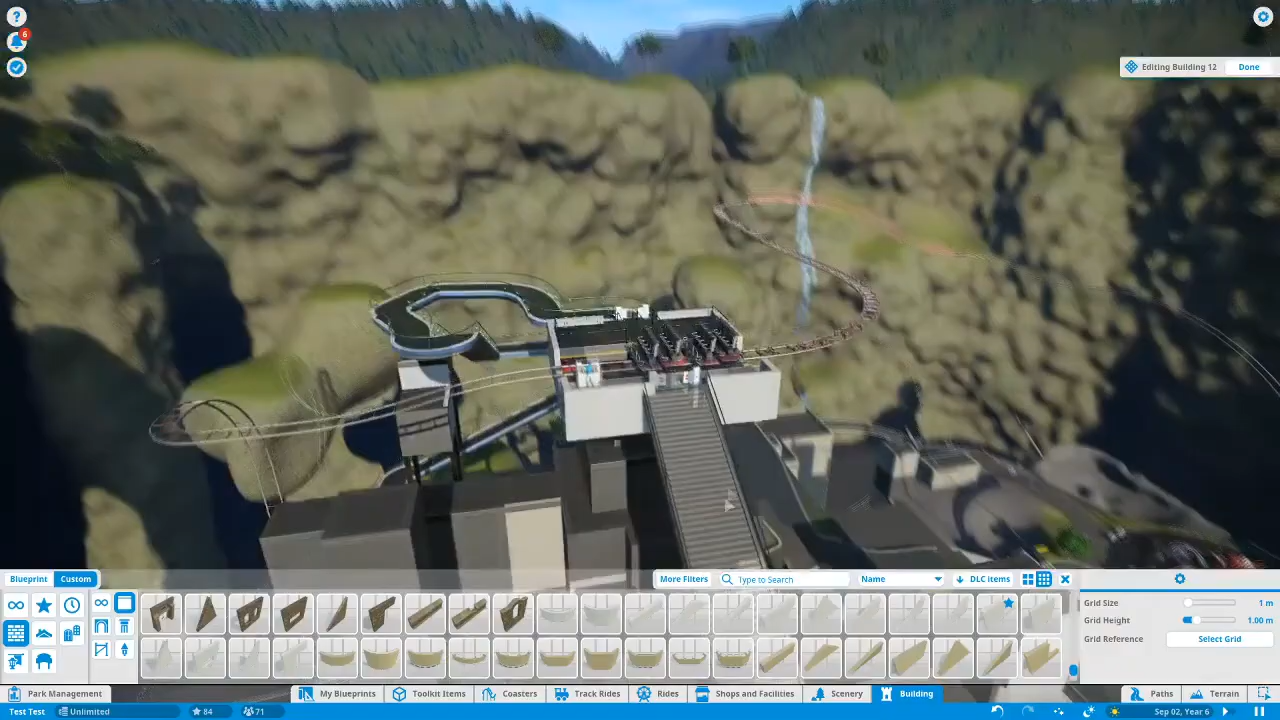 ?
6
Editing Building 12 Done
Blueprint Custom
More Filters Type to Search Name DLC items
Grid Size 1 m
Grid Height 1.00 m
Grid Reference Select Grid
Park Management My Blueprints Toolkit Items Coasters Track Rides Rides Shops and Facilities Scenery Building Paths Terrain
Test Test Unlimited 84 71 Sep 02, Year 6